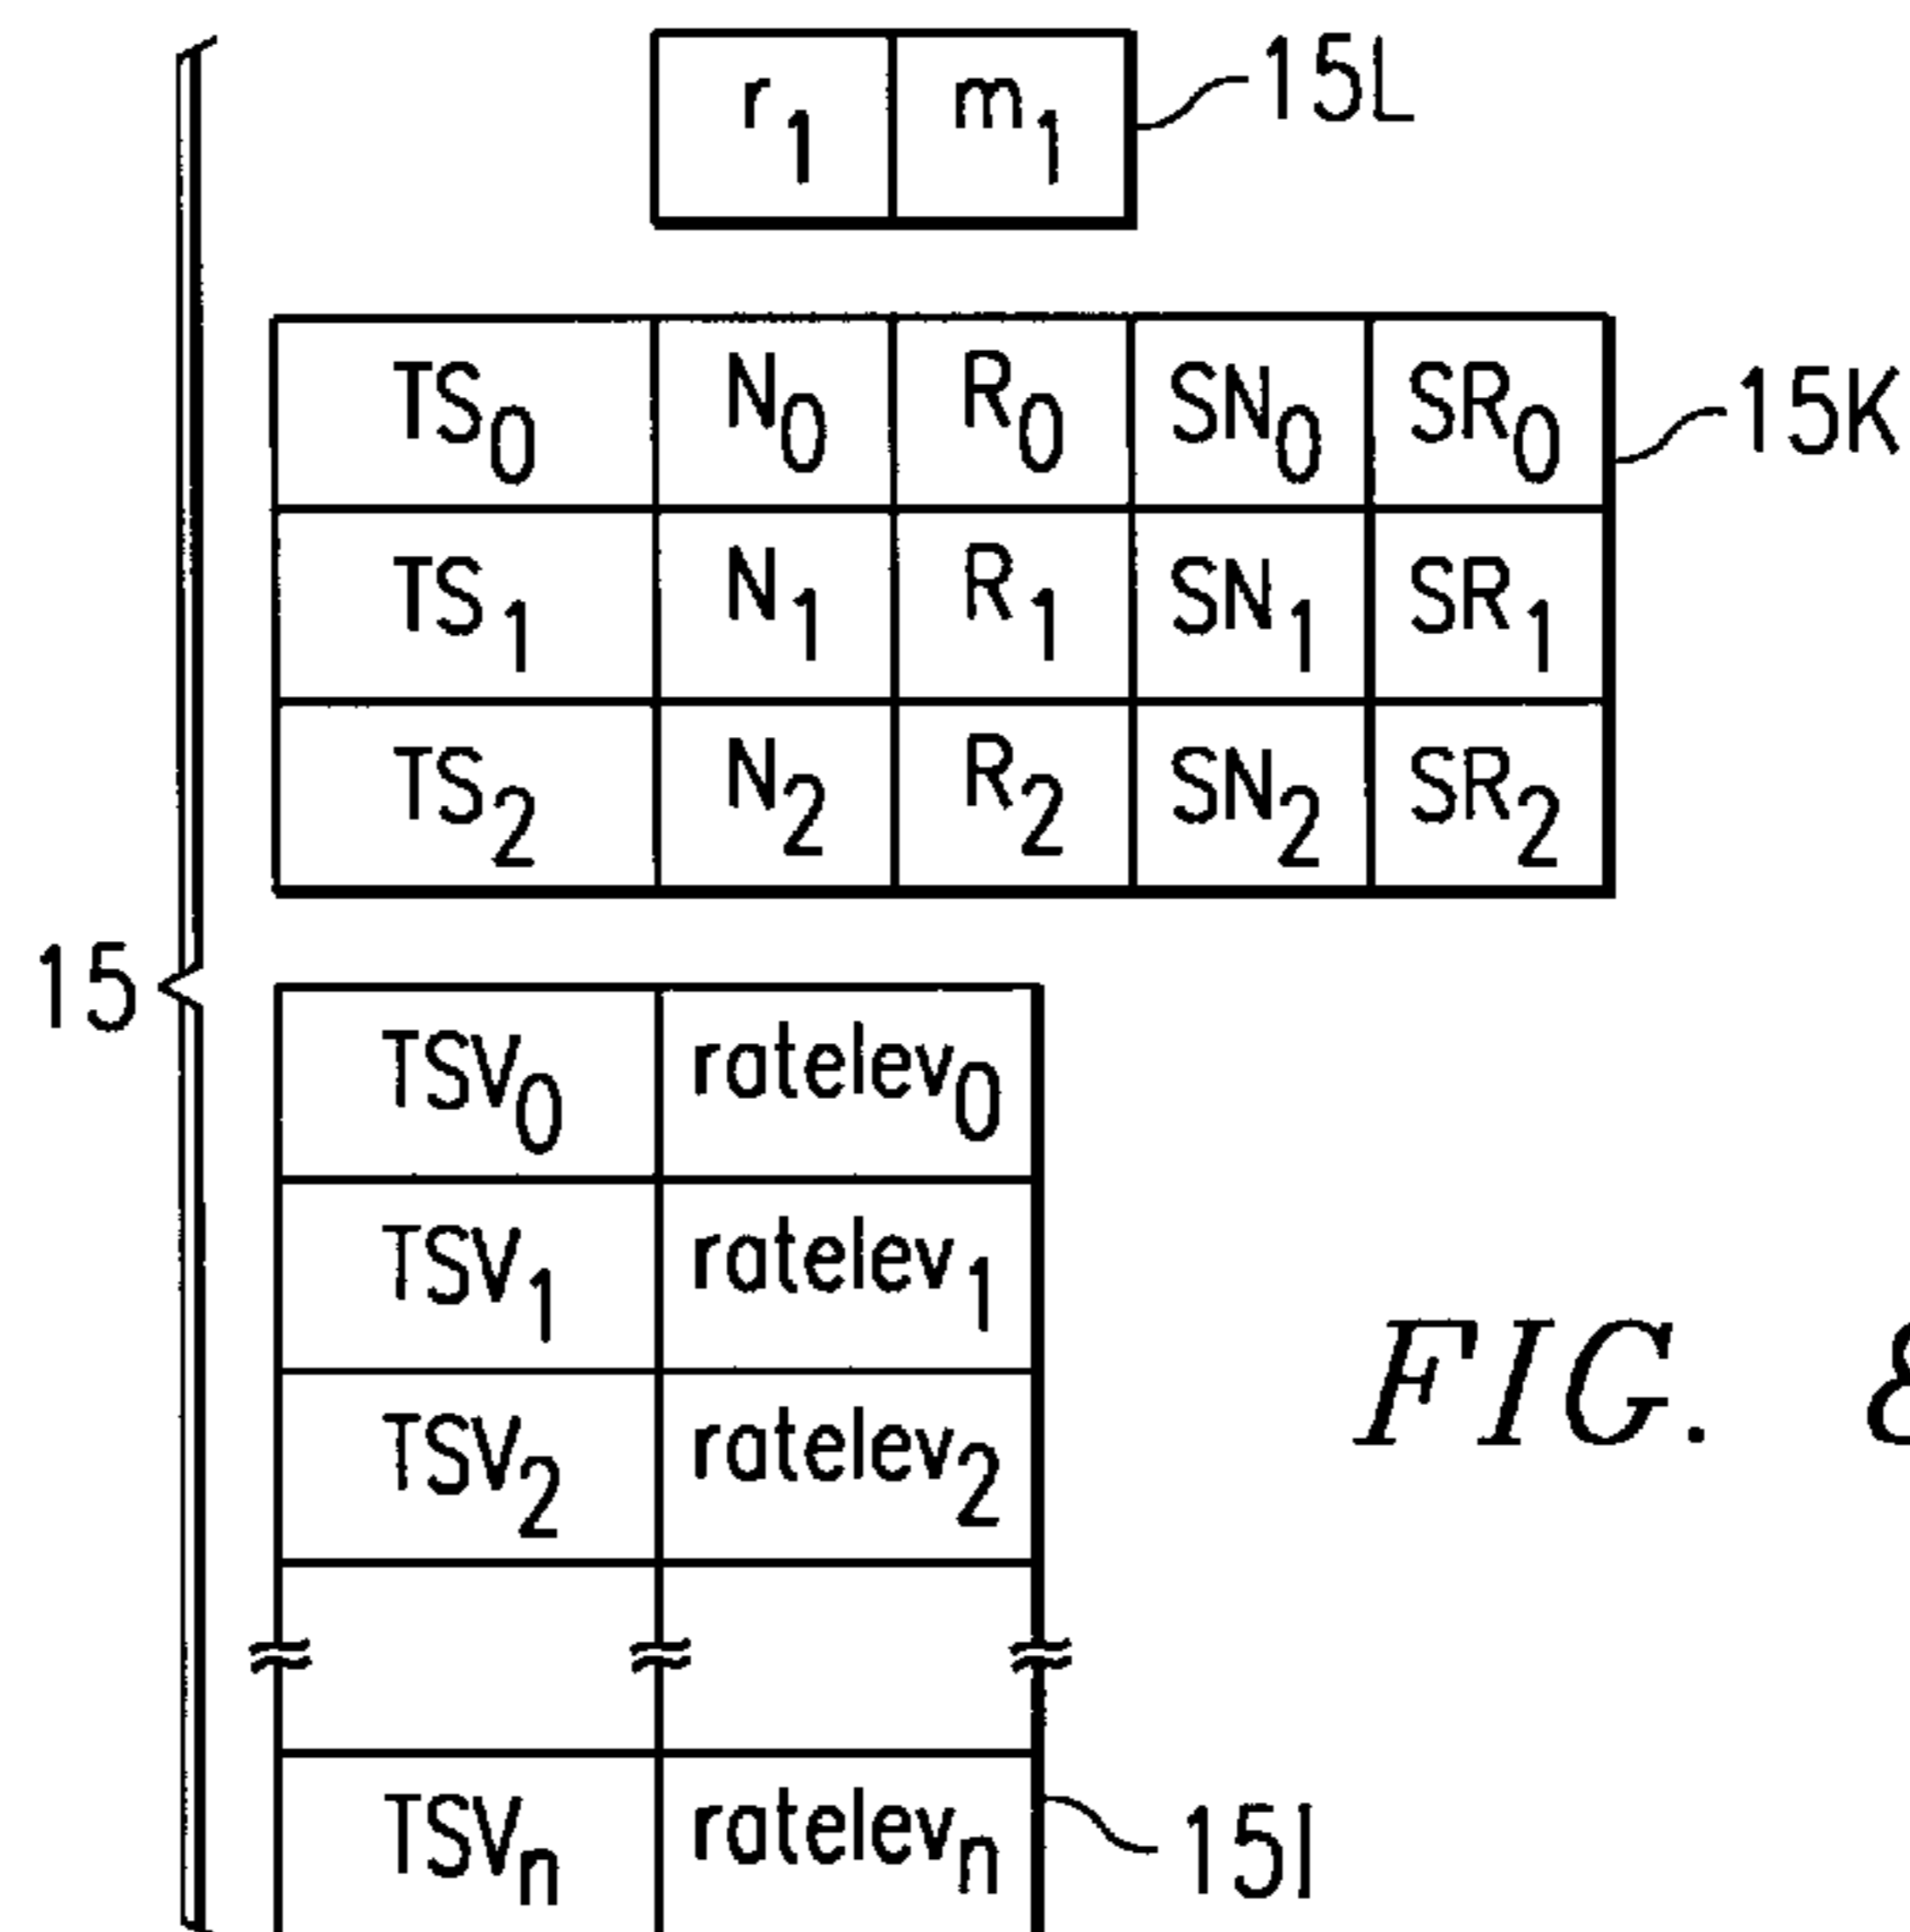 r1 m1 15L
TS0 N0 R0 SN0 SR0 15K
TS1 N1 R1 SN1 SR1
TS2 N2 R2 SN2 SR2
15
TSV0 ratelev0
TSV1 ratelev1
FIG. 8
TSV2 ratelev2
TSVn ratelevn 15I